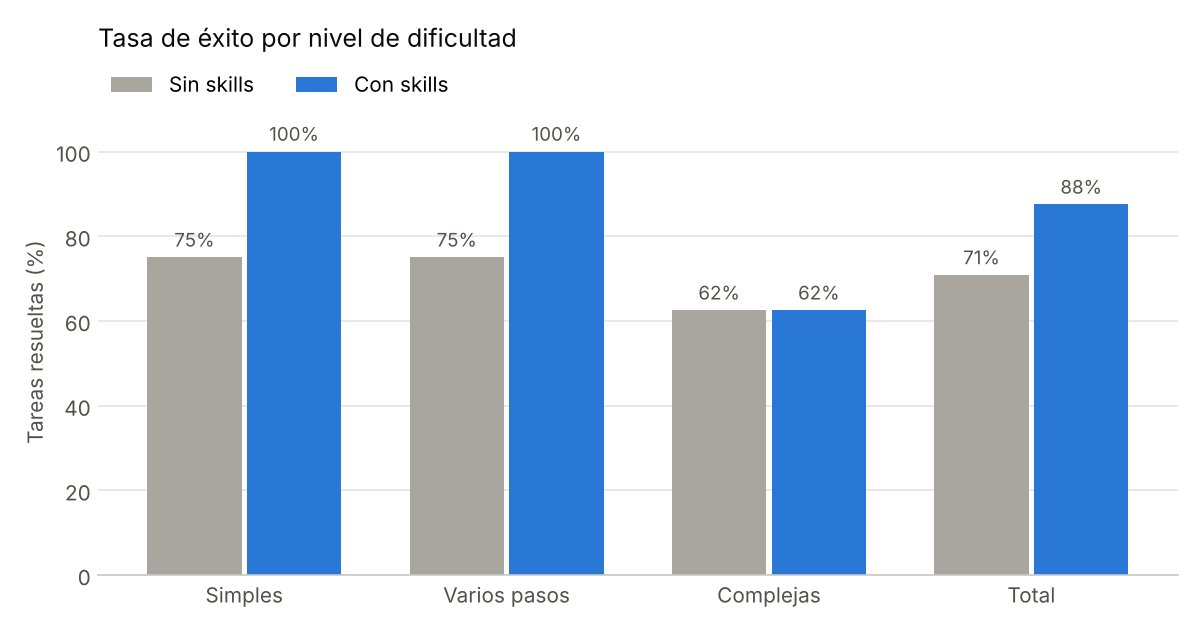 Tasa de éxito por nivel de dificultad
Sin skills Con skills
100% 100%
100
88%
80 75% 75%
71%
62% 62%
60
40
20
0
Tareas resueltas (%)
Simples Varios pasos Complejas Total